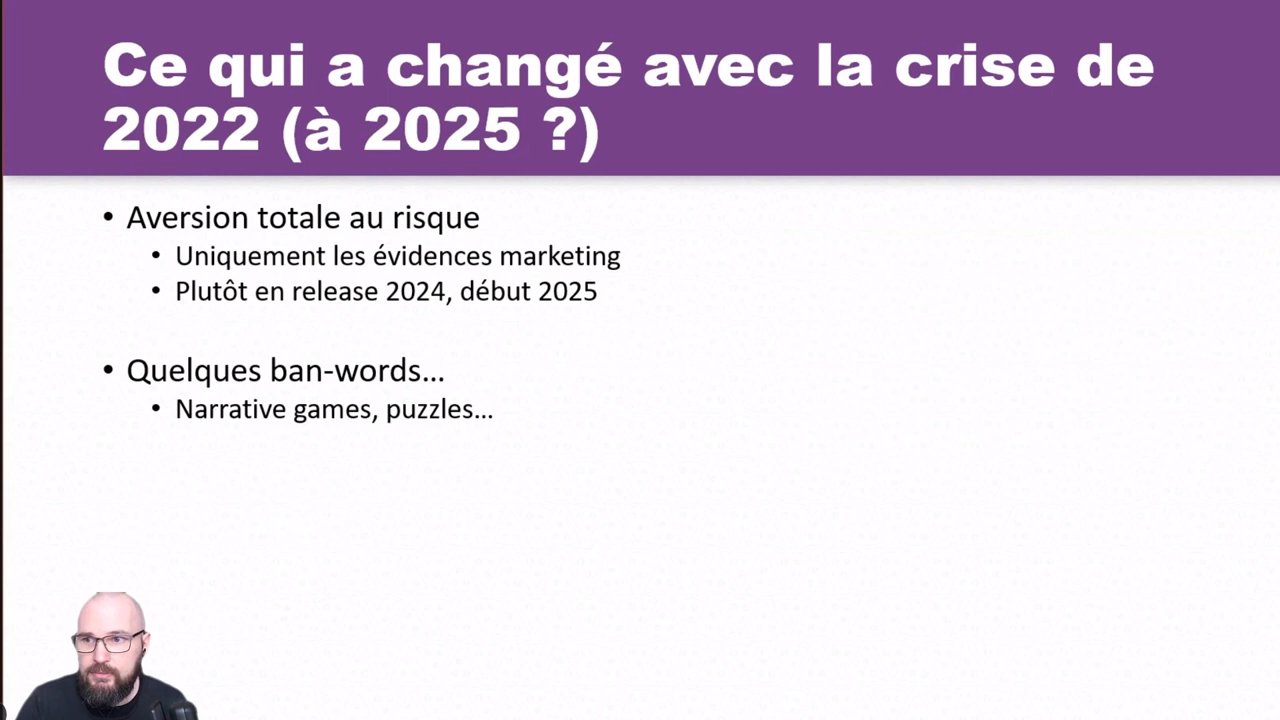 Ce qui a changé avec la crise de
2022 (à 2025 ?)
• Aversion totale au risque
• Uniquement les évidences marketing
• Plutôt en release 2024, début 2025
• Quelques ban-words…
• Narrative games, puzzles…